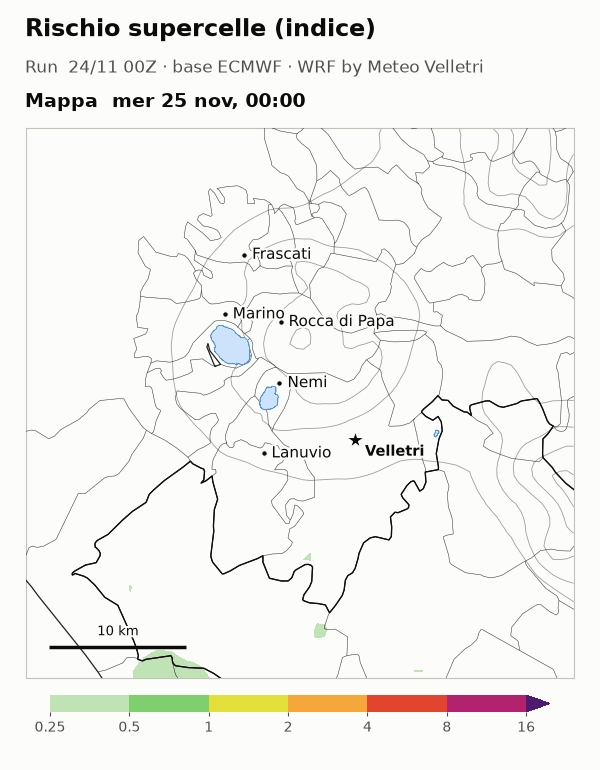 Rischio supercelle (indice)
Run  24/11 00Z · base ECMWF · WRF by Meteo Velletri
Mappa  mer 25 nov, 00:00
Frascati
Marino
Rocca di Papa
Nemi
Velletri
Lanuvio
10 km
0.25 0.5 1 2 4 8 16